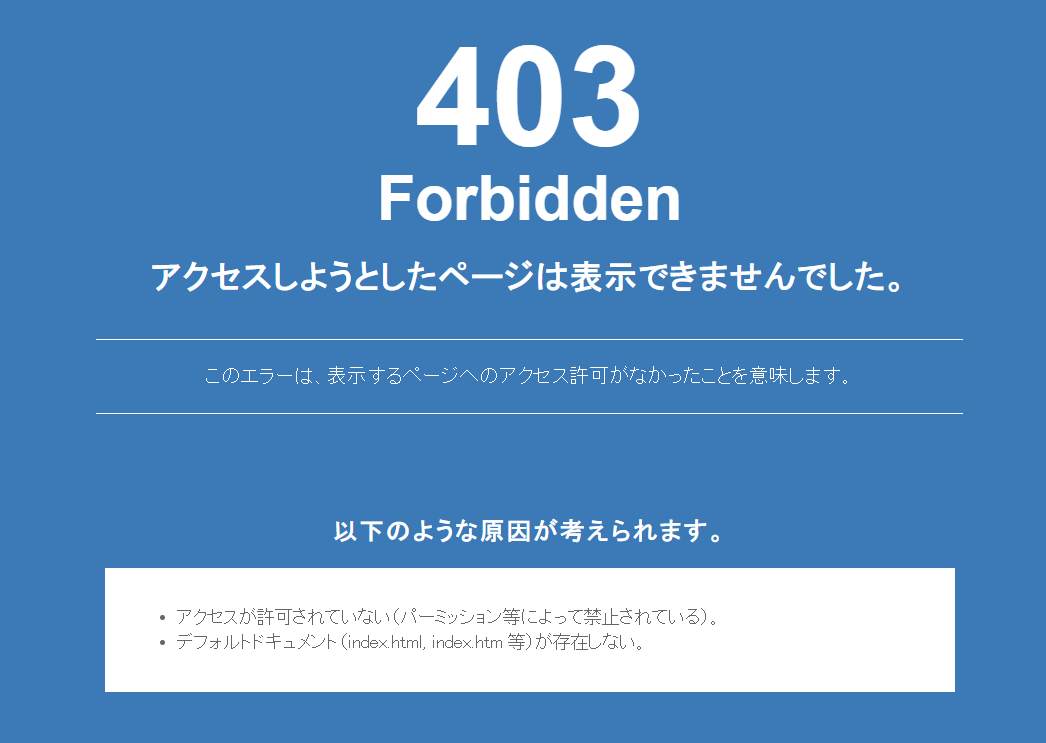 403
Forbidden
アクセスしようとしたページは表示できませんでした。
このエラーは、表示するページへのアクセス許可がなかったことを意味します。
以下のような原因が考えられます。
• アクセスが許可されていない（パーミッション等によって禁止されている）。
• デフォルトドキュメント（index.html, index.htm 等）が存在しない。